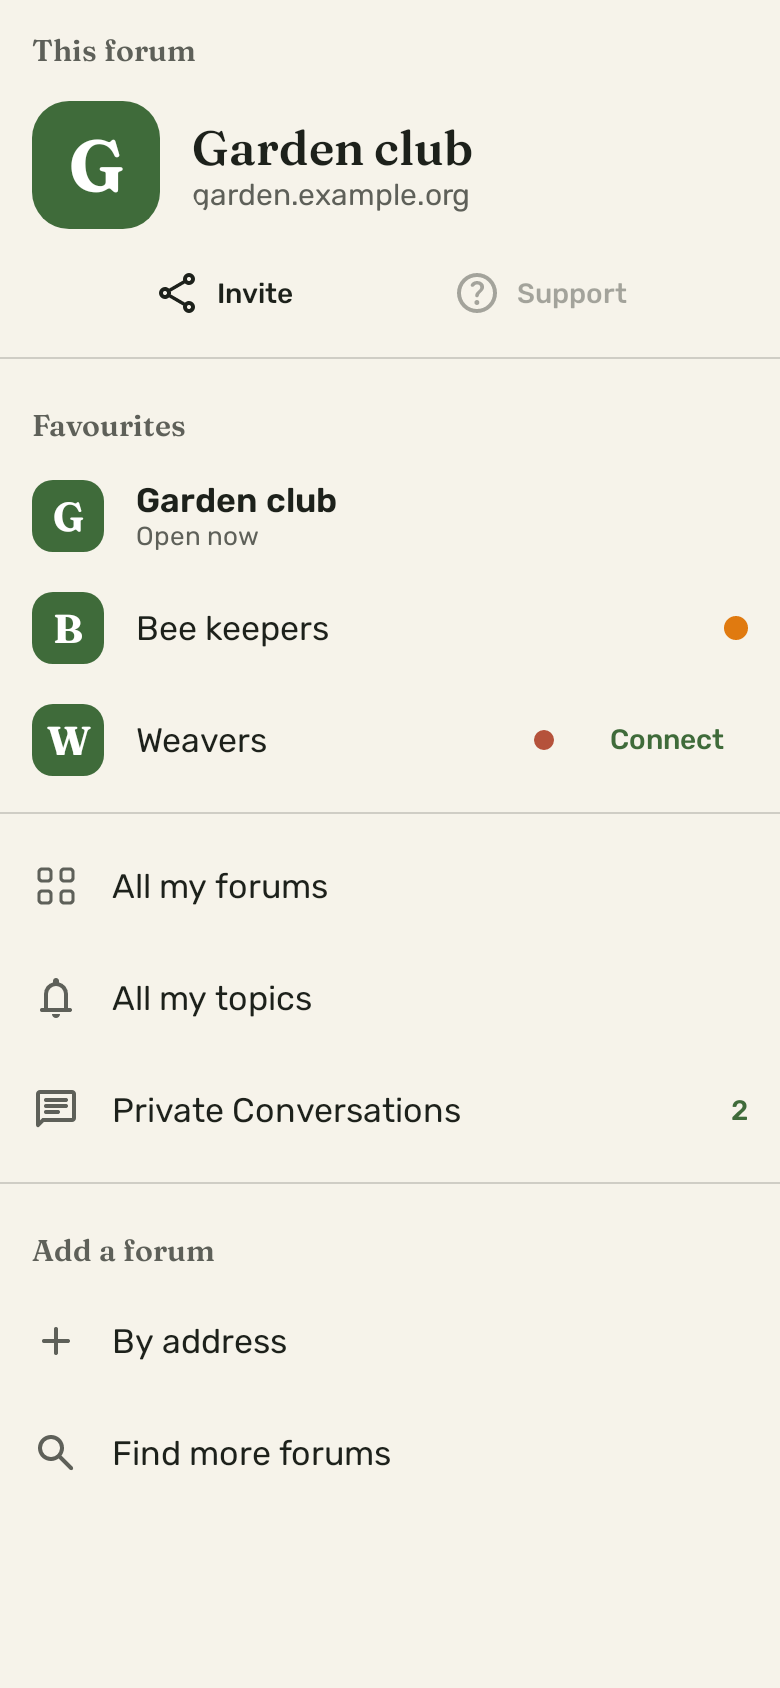 This forum
G
Garden club
garden.example.org
Invite
Support
Favourites
G
Garden club
Open now
B
Bee keepers
W
Weavers
Connect
All my forums
All my topics
Private Conversations
2
Add a forum
By address
Find more forums